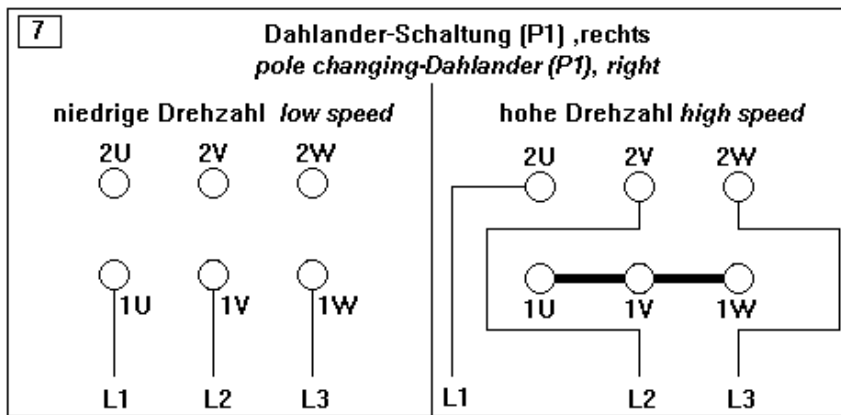 7
Dahlander-Schaltung (P1) ,rechts
pole changing-Dahlander (P1), right
niedrige Drehzahl low speed
2U 2V 2W
1U 1V 1W
L1 L2 L3
hohe Drehzahl high speed
2U 2V 2W
1U 1V 1W
L1 L2 L3